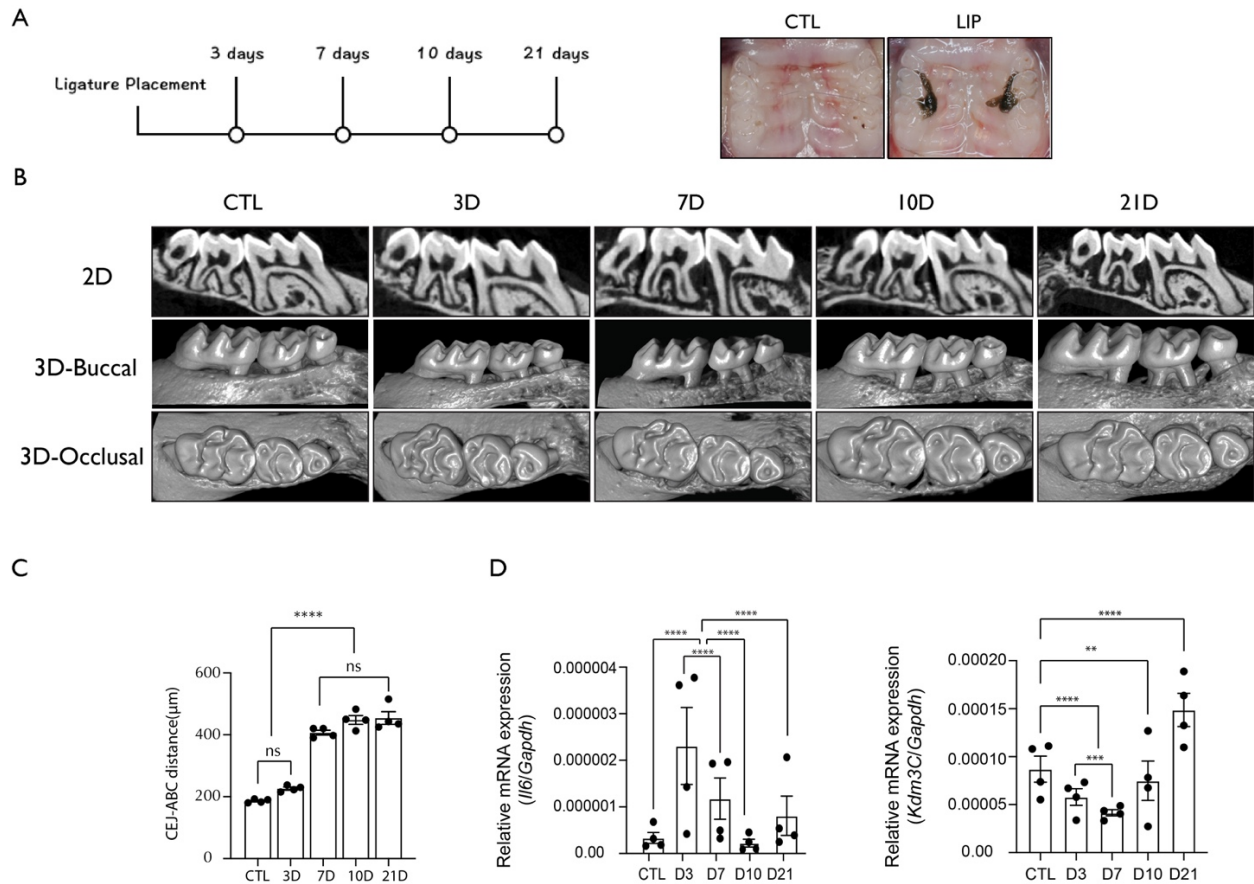 A
3 days
7 days
10 days
21 days
Ligature Placement
CTL
LIP
B
CTL
3D
7D
10D
21D
2D
3D-Buccal
3D-Occlusal
C
CEJ-ABC distance(μm)
****
ns
ns
600
400
200
0
CTL
3D
7D
10D
21D
D
Relative mRNA expression
(Il6/Gapdh)
****
****
****
****
0.000004
0.000003
0.000002
0.000001
0.00
CTL
D3
D7
D10
D21
Relative mRNA expression
(Kdm3C/Gapdh)
****
**
****
***
0.00020
0.00015
0.00010
0.00005
0.00
CTL
D3
D7
D10
D21